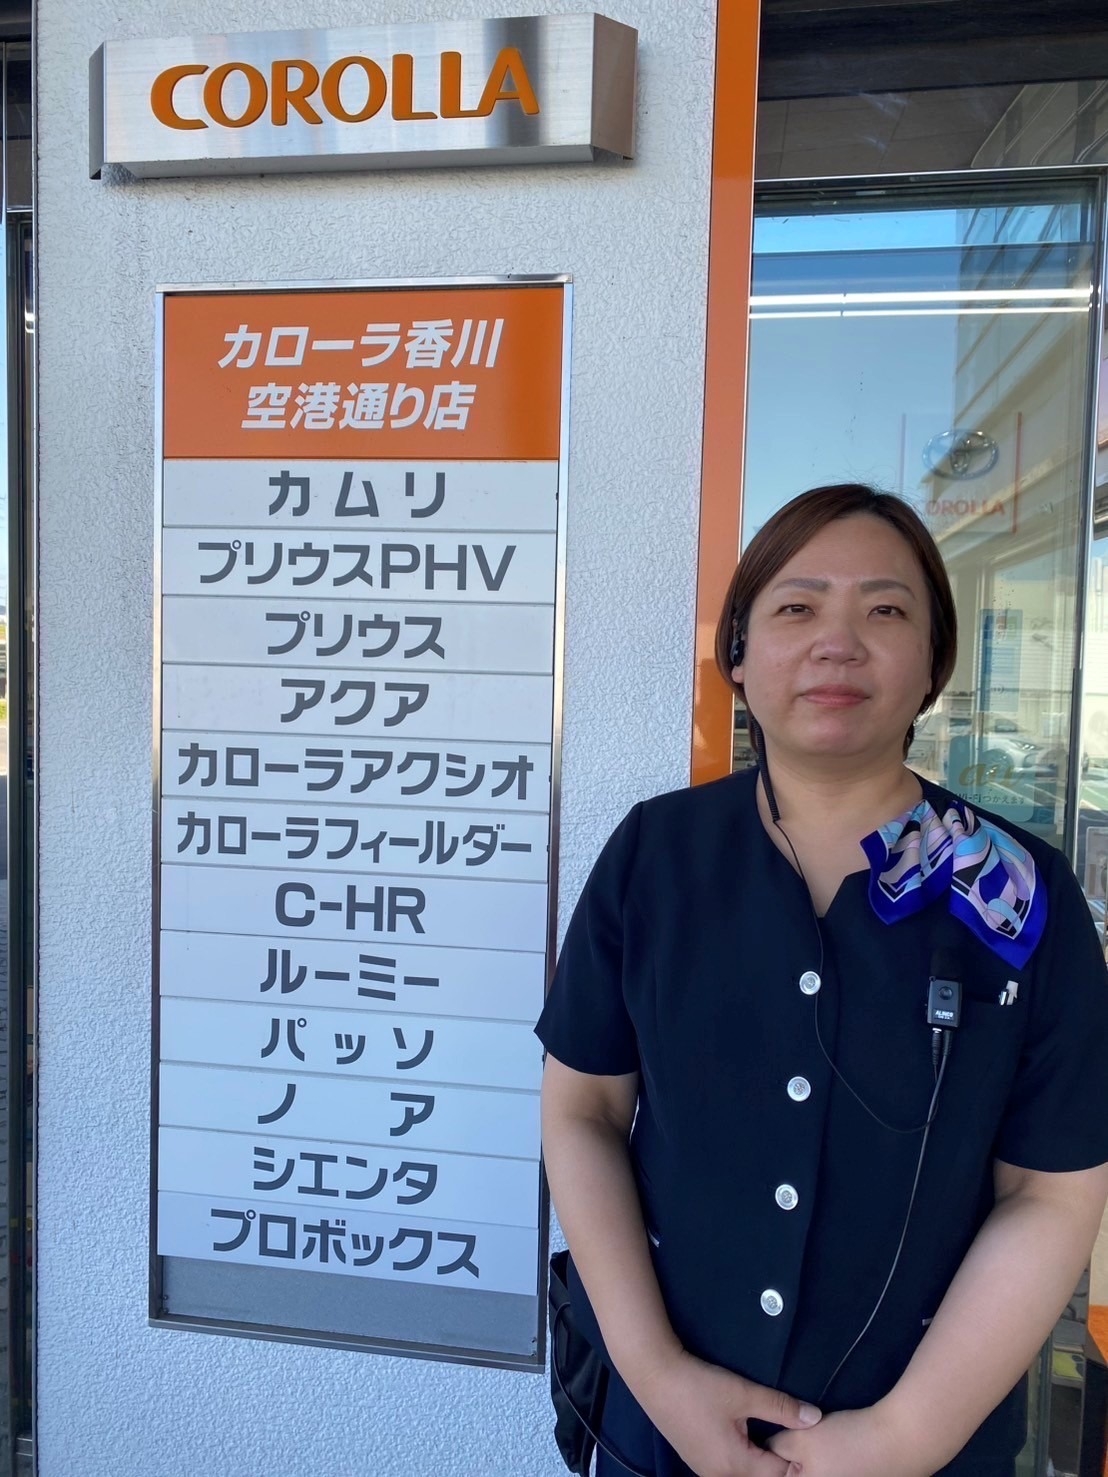 COROLLA
カローラ香川
空港通り店
カムリ
プリウスPHV
プリウス
アクア
カローラアクシオ
カローラフィールダー
C-HR
ルーミー
パッソ
ノア
シエンタ
プロボックス
COROLLA
ALINCO